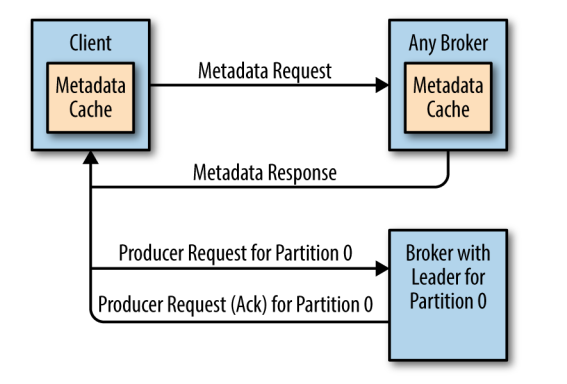 Client
Metadata
Cache
Metadata Request
Any Broker
Metadata
Cache
Metadata Response
Producer Request for Partition 0
Producer Request (Ack) for Partition 0
Broker with
Leader for
Partition 0